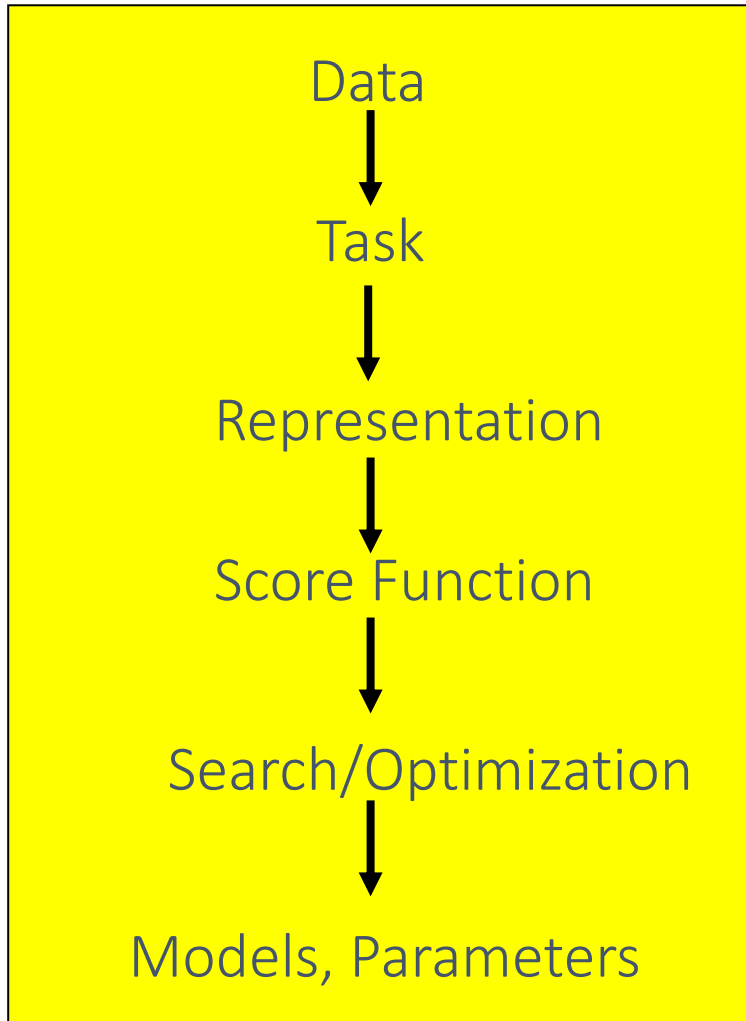 Data
Task
Representation
Score Function
Search/Optimization
Models, Parameters